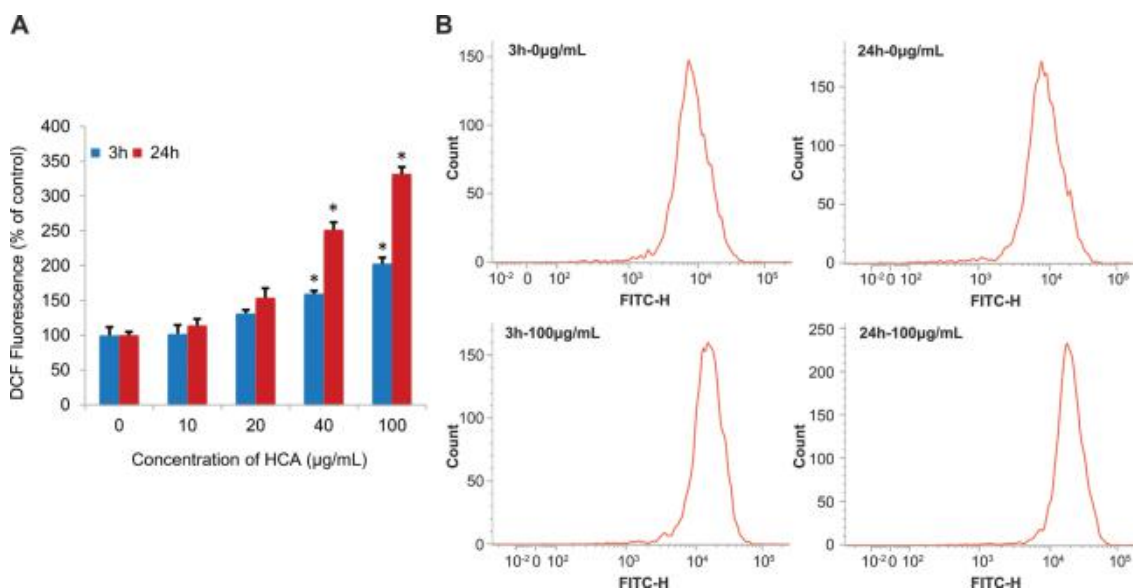 A
DCF Fluorescence (% of control)
400
350
300
250
200
150
100
50
0
3h 24h
* * * *
0 10 20 40 100
Concentration of HCA (µg/mL)
B
3h-0µg/mL
Count
150
100
50
0
10-2 0 10² 10³ 10⁴ 10⁵
FITC-H
24h-0µg/mL
Count
200
150
100
50
0
10-2 0 10² 10³ 10⁴ 10⁶
FITC-H
3h-100µg/mL
Count
150
100
50
0
10-2 0 10² 10³ 10⁴ 10⁵
FITC-H
24h-100µg/mL
Count
250
200
150
100
50
0
10-2 0 10² 10³ 10⁴ 10⁵
FITC-H